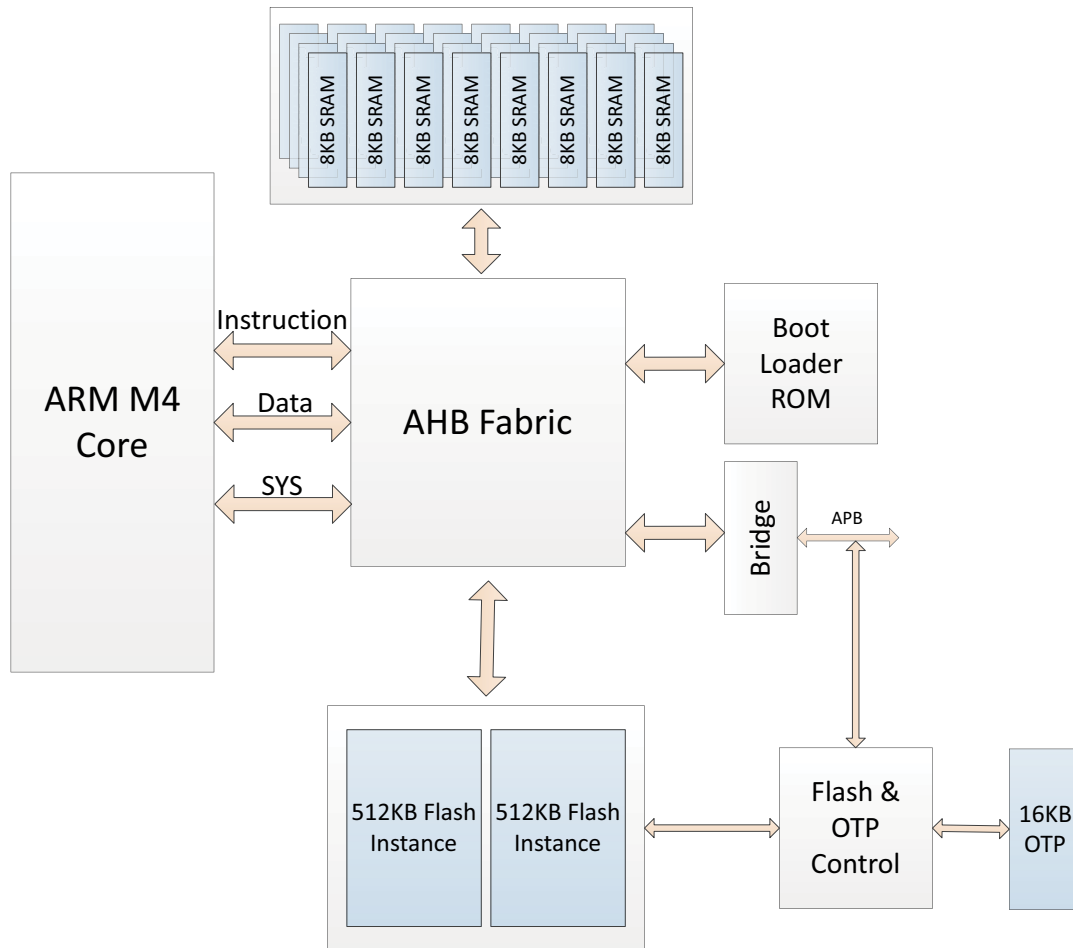 8KB SRAM
8KB SRAM
8KB SRAM
8KB SRAM
8KB SRAM
8KB SRAM
8KB SRAM
8KB SRAM
ARM M4
Core
Instruction
Data
SYS
AHB Fabric
Boot
Loader
ROM
Bridge
APB
512KB Flash
Instance
512KB Flash
Instance
Flash &
OTP
Control
16KB
OTP